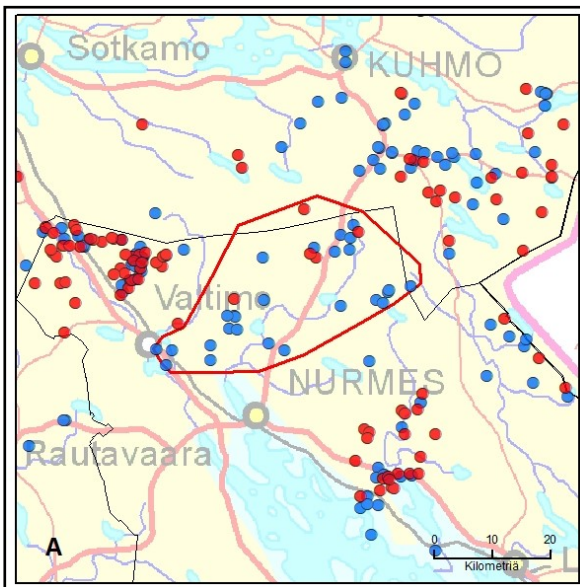 Sotkamo
KUHMO
Valtimo
NURMES
Rautavaara
A
0 10 20
Kilometriä
L